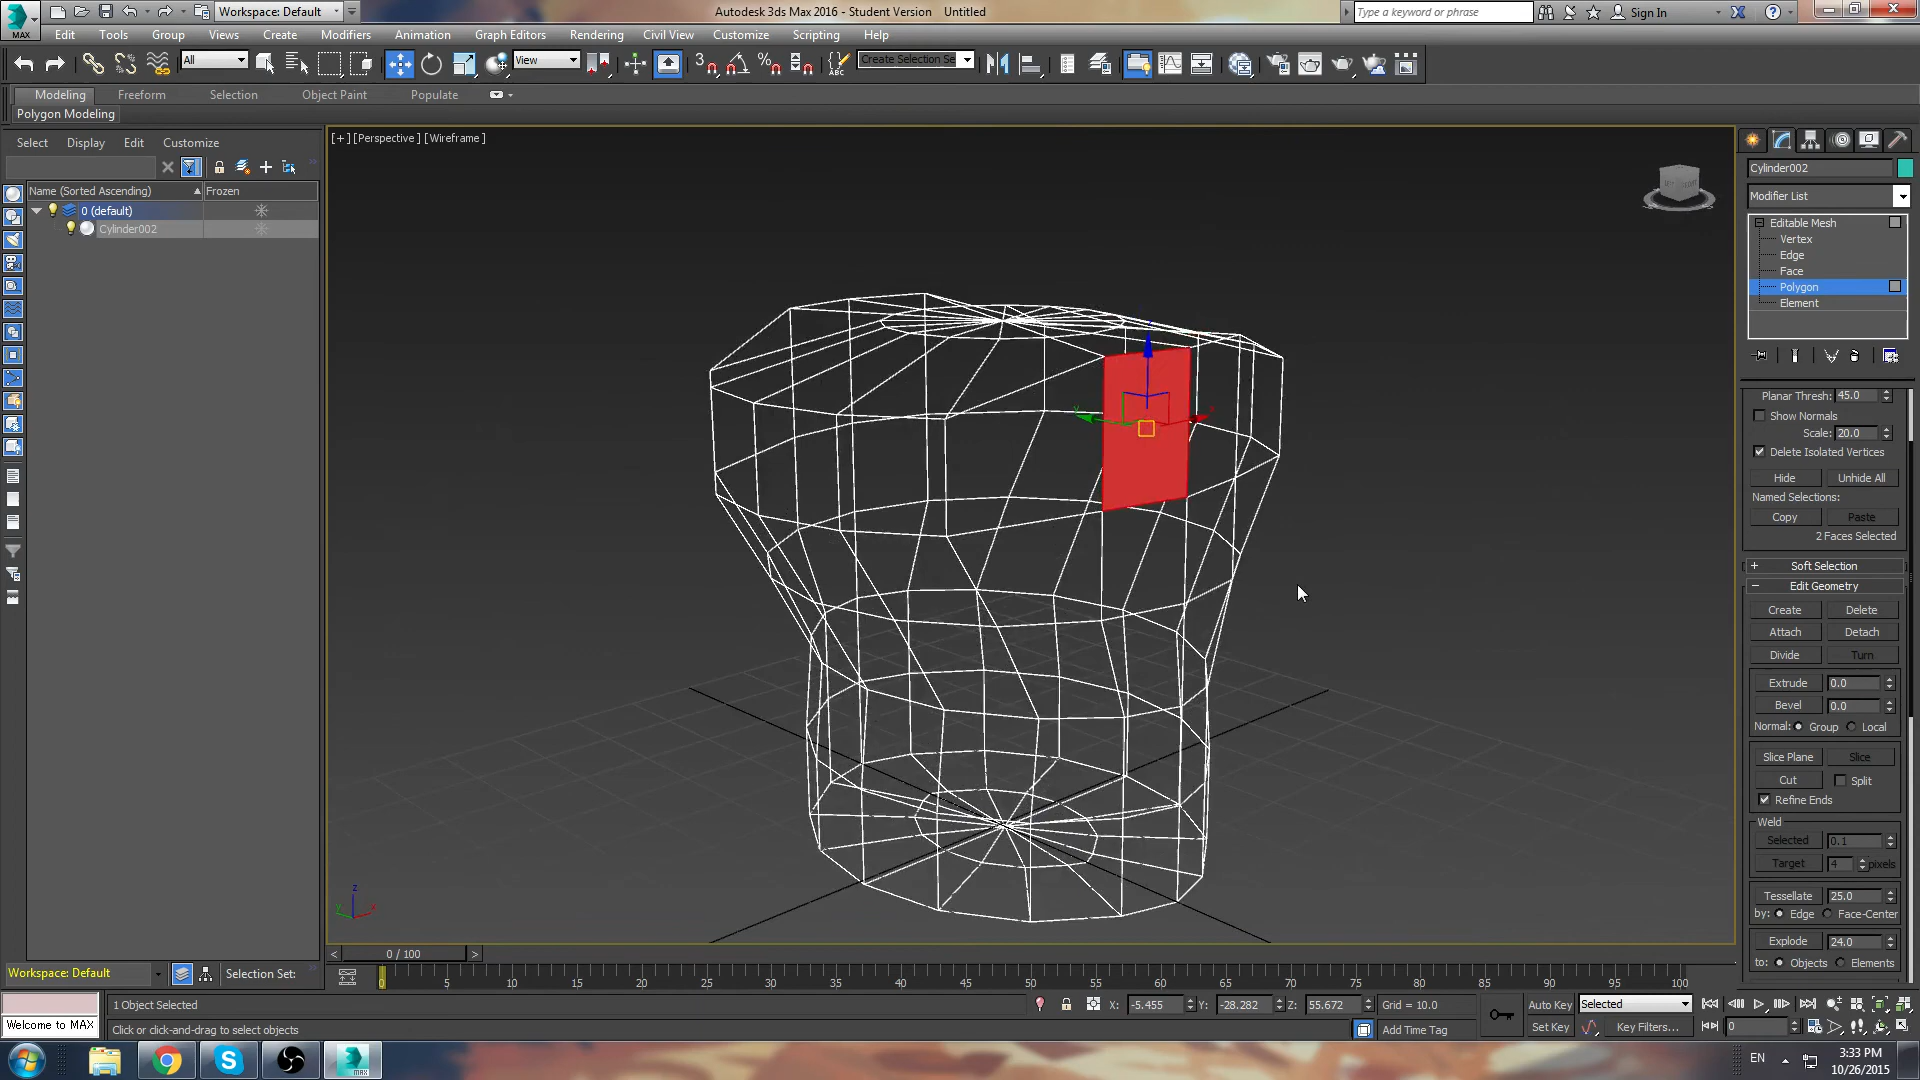 Workspace: Default
Autodesk 3ds Max 2016 - Student Version Untitled
Type a keyword or phrase
Sign In
MAX
Edit Tools Group Views Create Modifiers Animation Graph Editors Rendering Civil View Customize Scripting Help
All
View
3
ABC
Create Selection Se
Modeling Freeform Selection Object Paint Populate
Polygon Modeling
Select Display Edit Customize
Name (Sorted Ascending) Frozen
0 (default)
Cylinder002
[+] [Perspective] [Wireframe]
Cylinder002
Modifier List
Editable Mesh
Vertex
Edge
Face
Polygon
Element
Planar Thresh: 45.0
Show Normals
Scale: 20.0
Delete Isolated Vertices
Hide Unhide All
Named Selections:
Copy Paste
2 Faces Selected
+ Soft Selection
- Edit Geometry
Create Delete
Attach Detach
Divide Turn
Extrude 0.0
Bevel 0.0
Normal: Group Local
Slice Plane Slice
Cut Split
Refine Ends
Weld
Selected 0.1
Target 4 pixels
Tessellate 25.0
by: Edge Face-Center
Explode 24.0
to: Objects Elements
z
x
y
< 0 / 100 >
Workspace: Default
Selection Set:
0 5 10 15 20 25 30 35 40 45 50 55 60 65 70 75 80 85 90 95 100
1 Object Selected
X: -5.455 Y: -28.282 Z: 55.672 Grid = 10.0
Auto Key Selected
Welcome to MAX
Click or click-and-drag to select objects
Add Time Tag
Set Key Key Filters...
0
EN
3:33 PM
10/26/2015